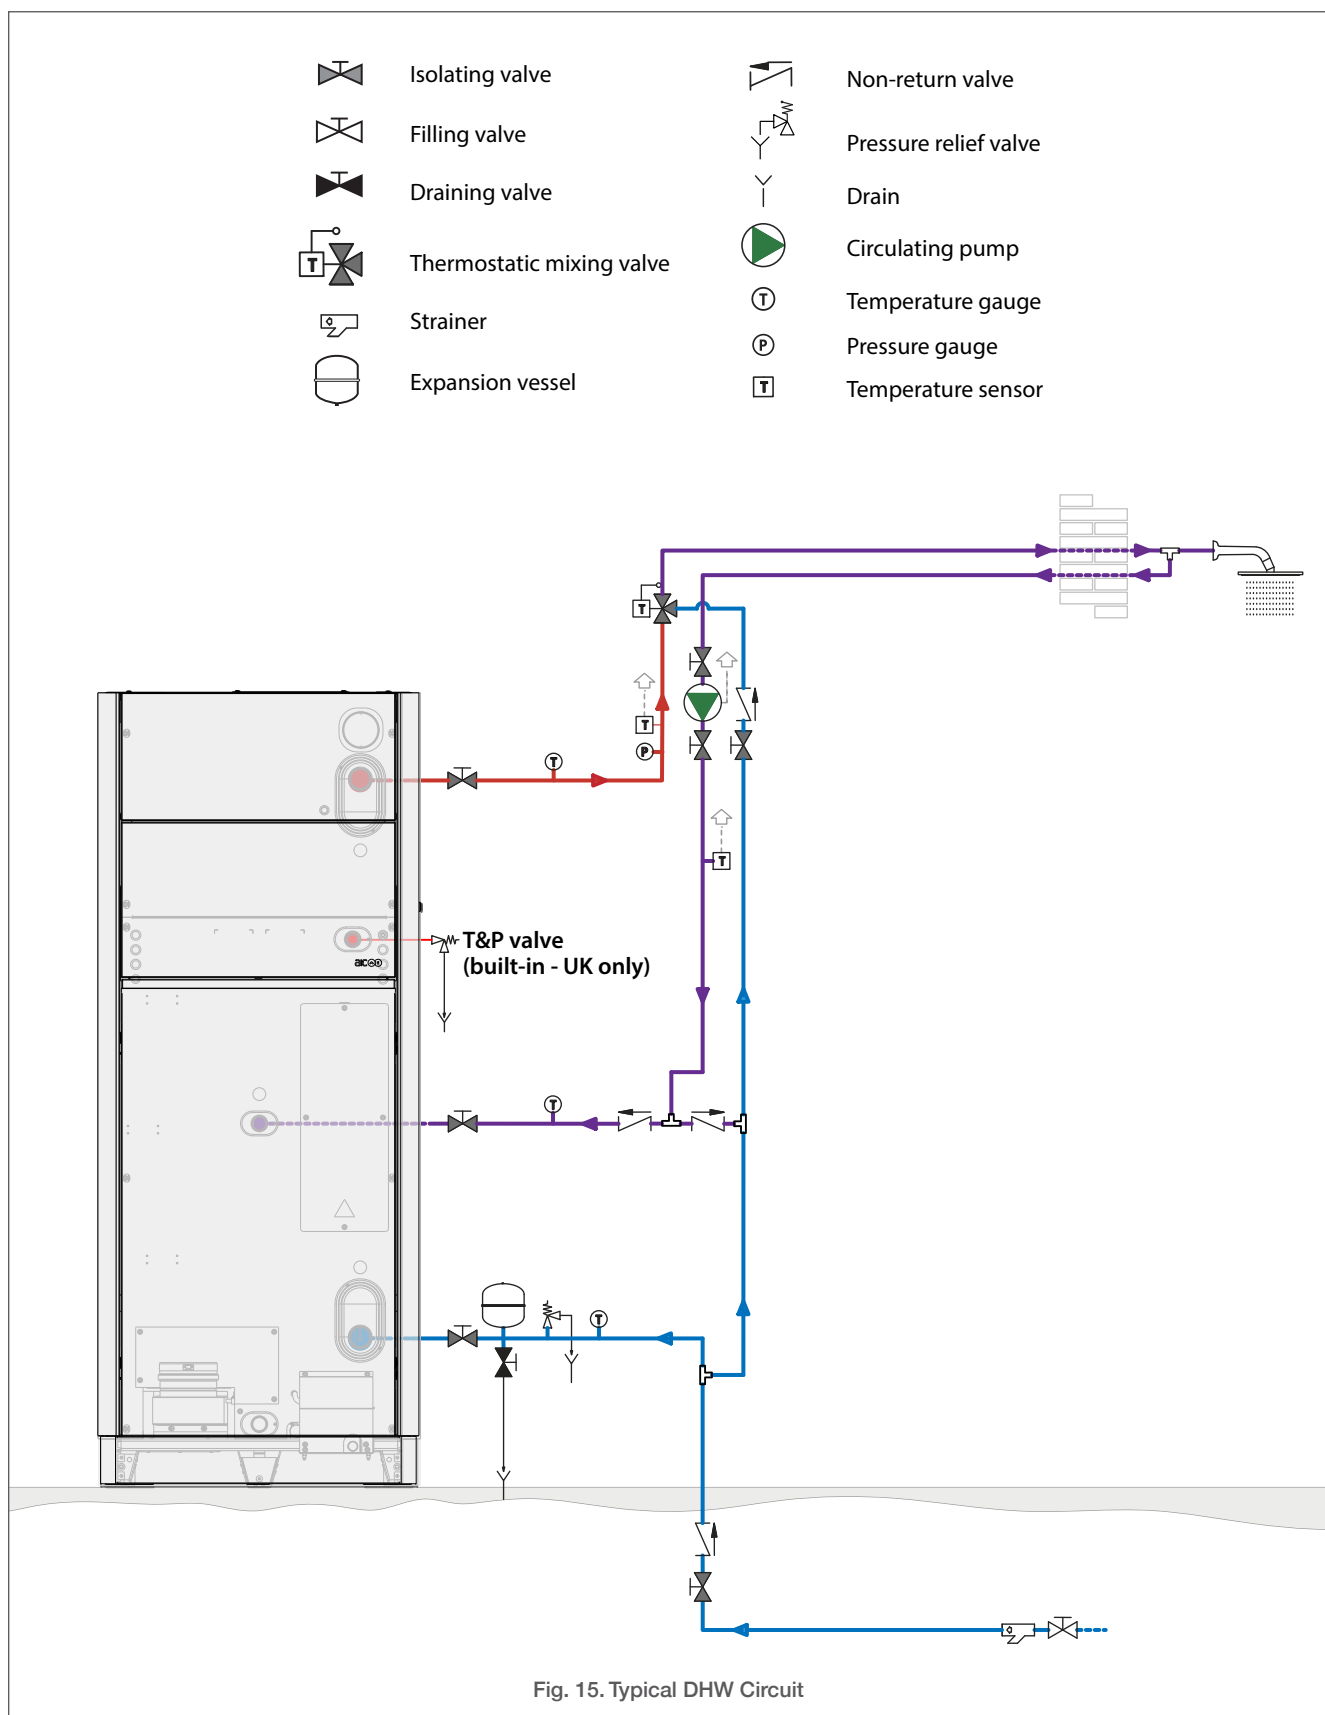 Isolating valve
Filling valve
Draining valve
T
Thermostatic mixing valve
Strainer
Expansion vessel
Non-return valve
Pressure relief valve
Drain
Circulating pump
T
Temperature gauge
P
Pressure gauge
T
Temperature sensor
T
T
P
T
T
T&P valve
(built-in - UK only)
T
T
Fig. 15. Typical DHW Circuit